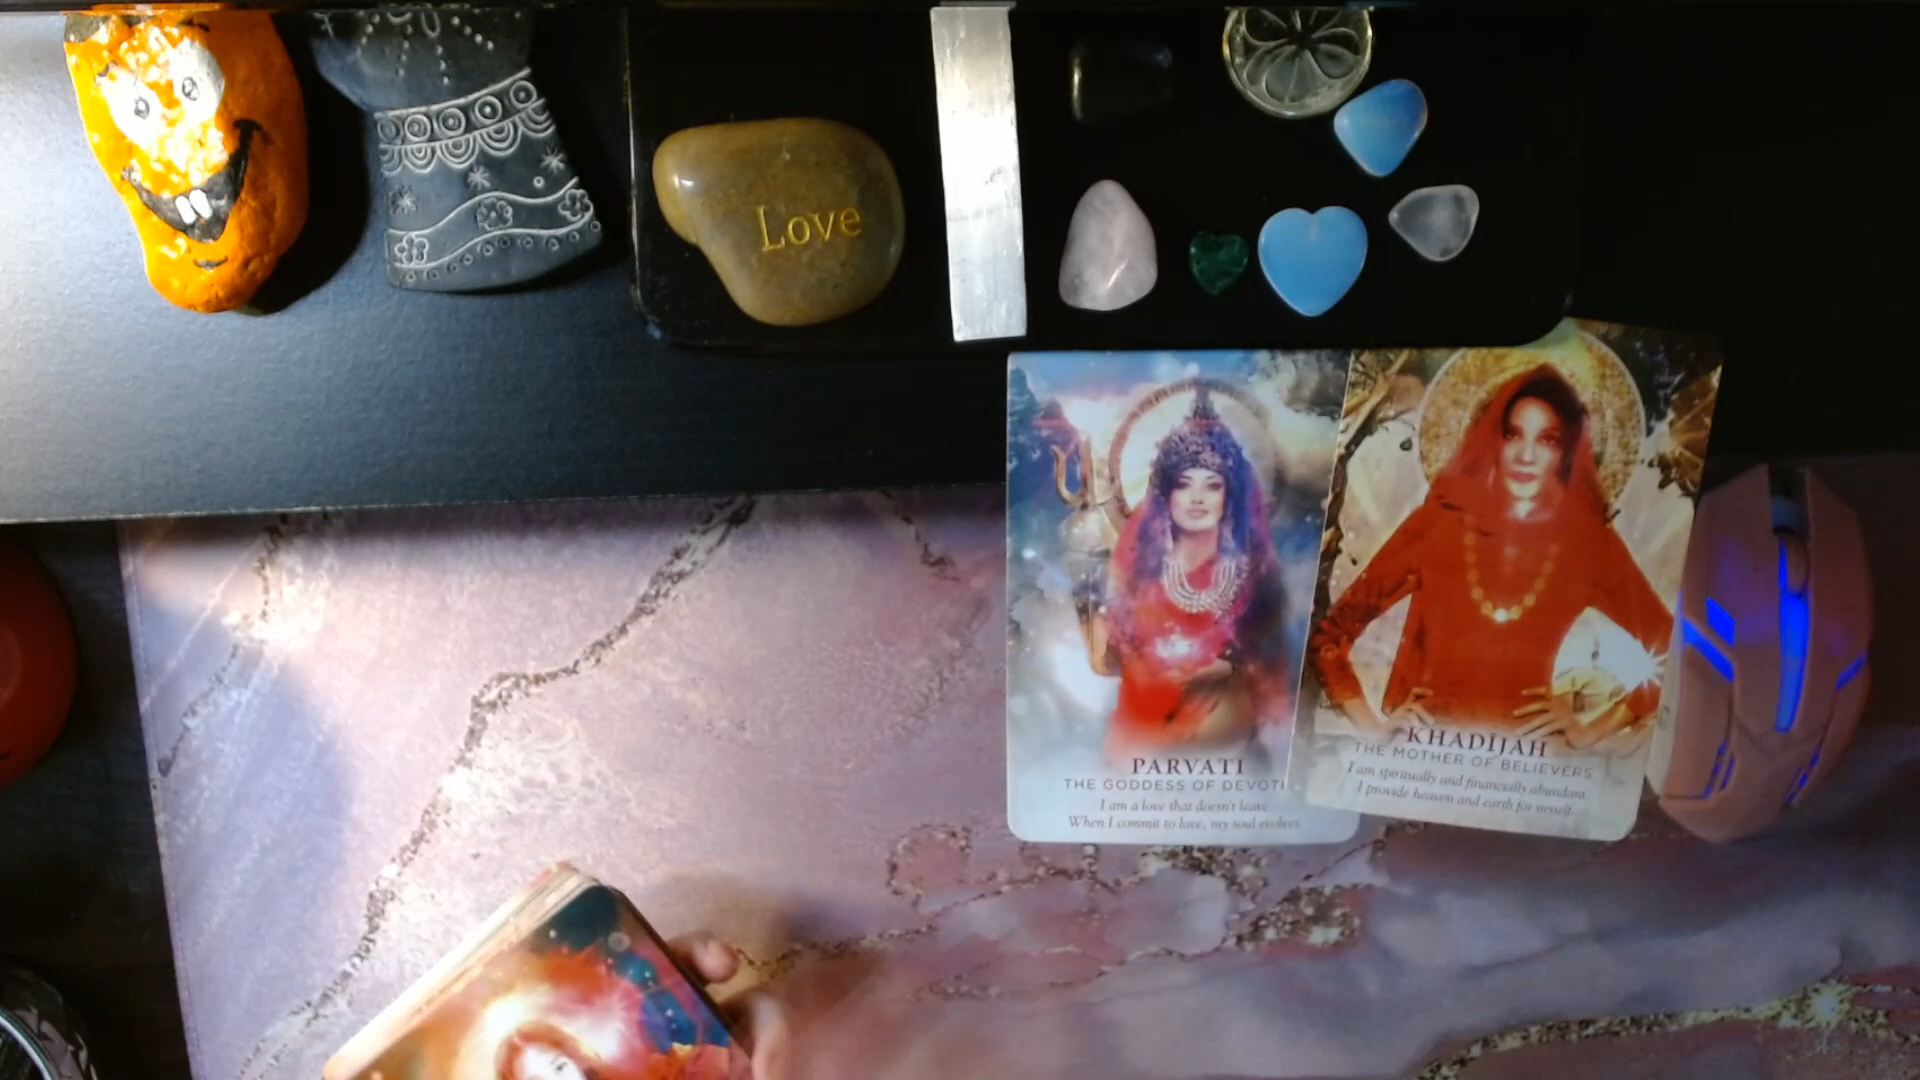 Love
PARVATI
THE GODDESS OF DEVOTI
I am a love that doesn't leave.
When I commit to love, my soul evolves.
KHADĪJAH
THE MOTHER OF BELIEVERS
I am spiritually and financially abundant.
I provide heaven and earth for myself.